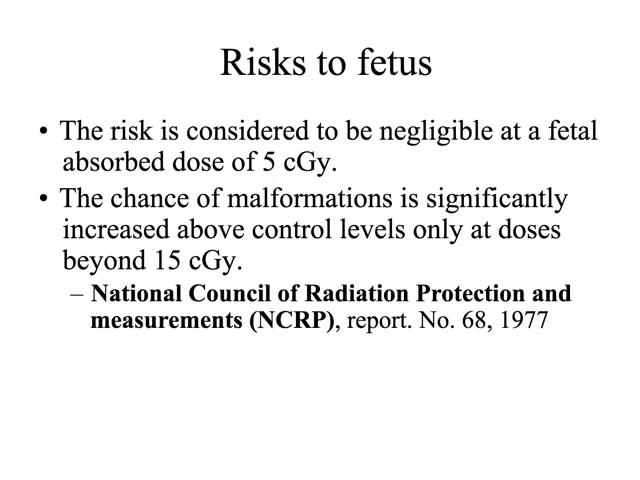 Risks to fetus
• The risk is considered to be negligible at a fetal
absorbed dose of 5 cGy.
• The chance of malformations is significantly
increased above control levels only at doses
beyond 15 cGy.
– National Council of Radiation Protection and
measurements (NCRP), report. No. 68, 1977